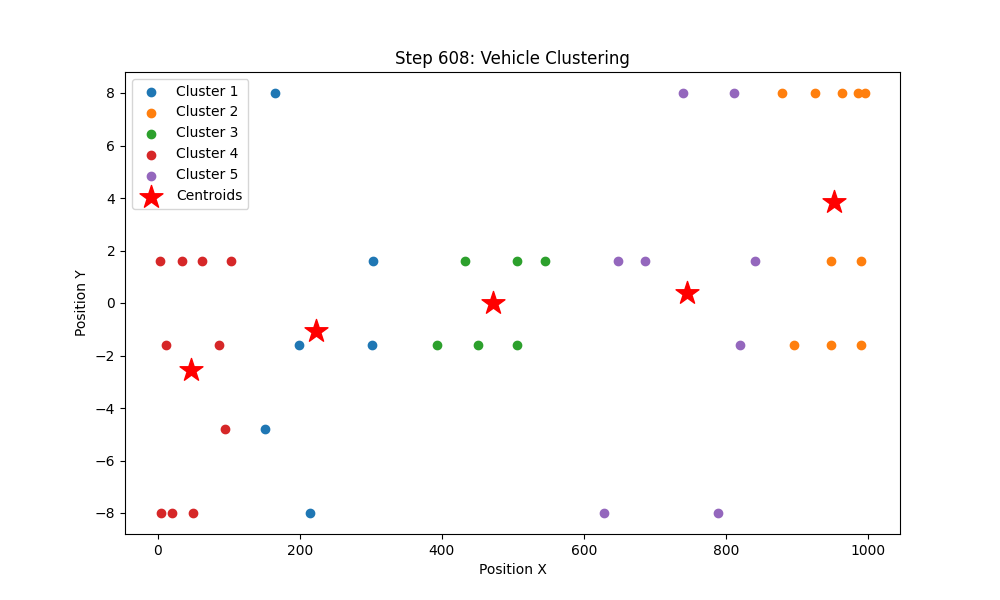 Step 608: Vehicle Clustering
Cluster 1
Cluster 2
Cluster 3
Cluster 4
Cluster 5
Centroids
8
6
4
2
0
−2
−4
−6
−8
Position Y
0 200 400 600 800 1000
Position X